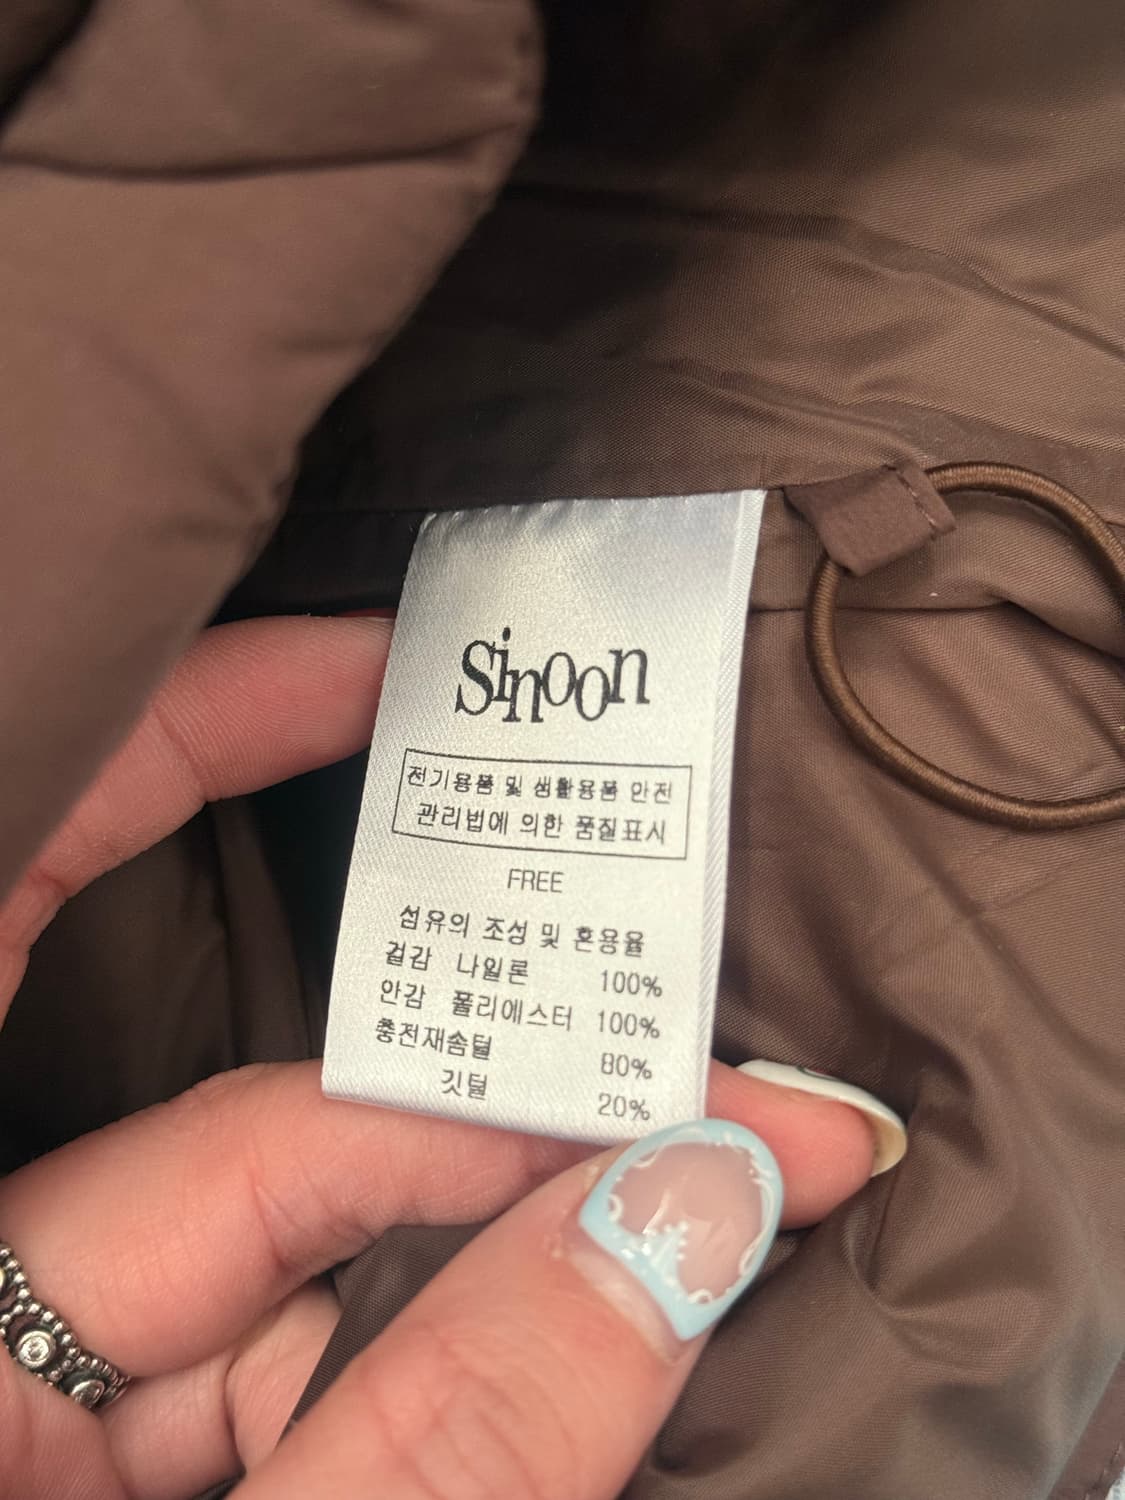 Sinoon
전기용품 및 생활용품 안전
관리법에 의한 품질표시
FREE
섬유의 조성 및 혼용율
겉감 나일론 100%
안감 폴리에스터 100%
충전재솜털 80%
깃털 20%